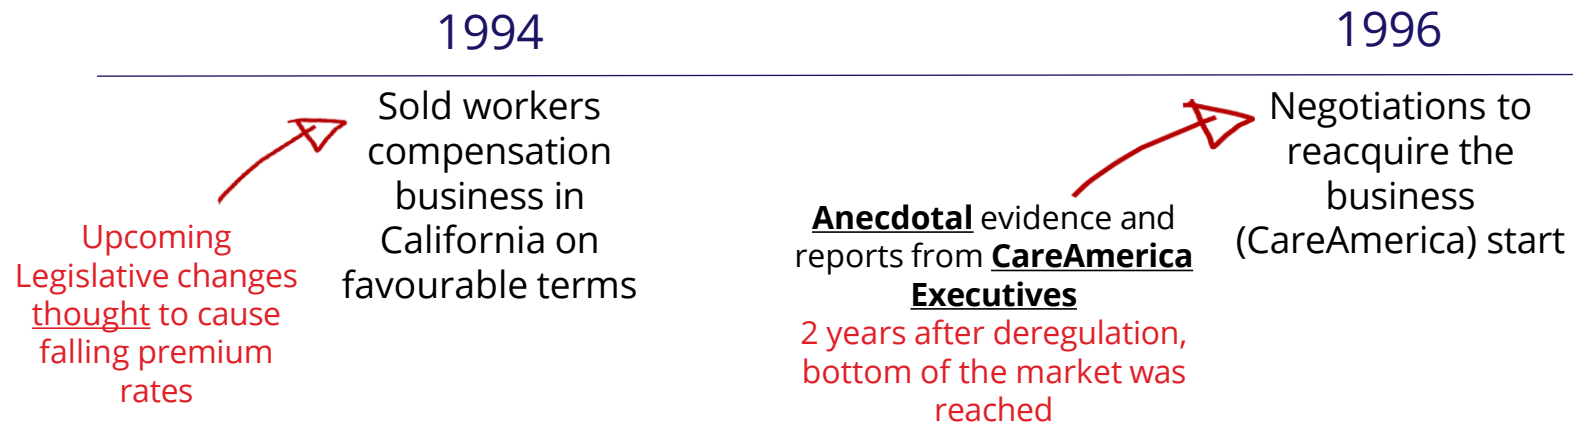 1994
Sold workers
compensation
business in
California on
favourable terms
Upcoming
Legislative changes
thought to cause
falling premium
rates
1996
Negotiations to
reacquire the
business
(CareAmerica) start
Anecdotal evidence and
reports from CareAmerica
Executives
2 years after deregulation,
bottom of the market was
reached